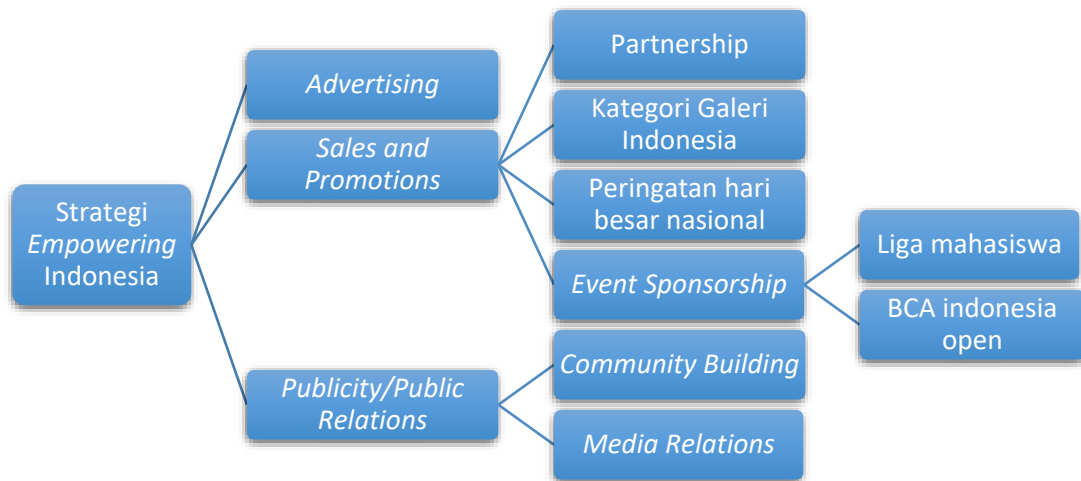 Strategi
Empowering
Indonesia
Advertising
Sales and
Promotions
Partnership
Kategori Galeri
Indonesia
Peringatan hari
besar nasional
Event Sponsorship
Liga mahasiswa
BCA indonesia
open
Publicity/Public
Relations
Community Building
Media Relations